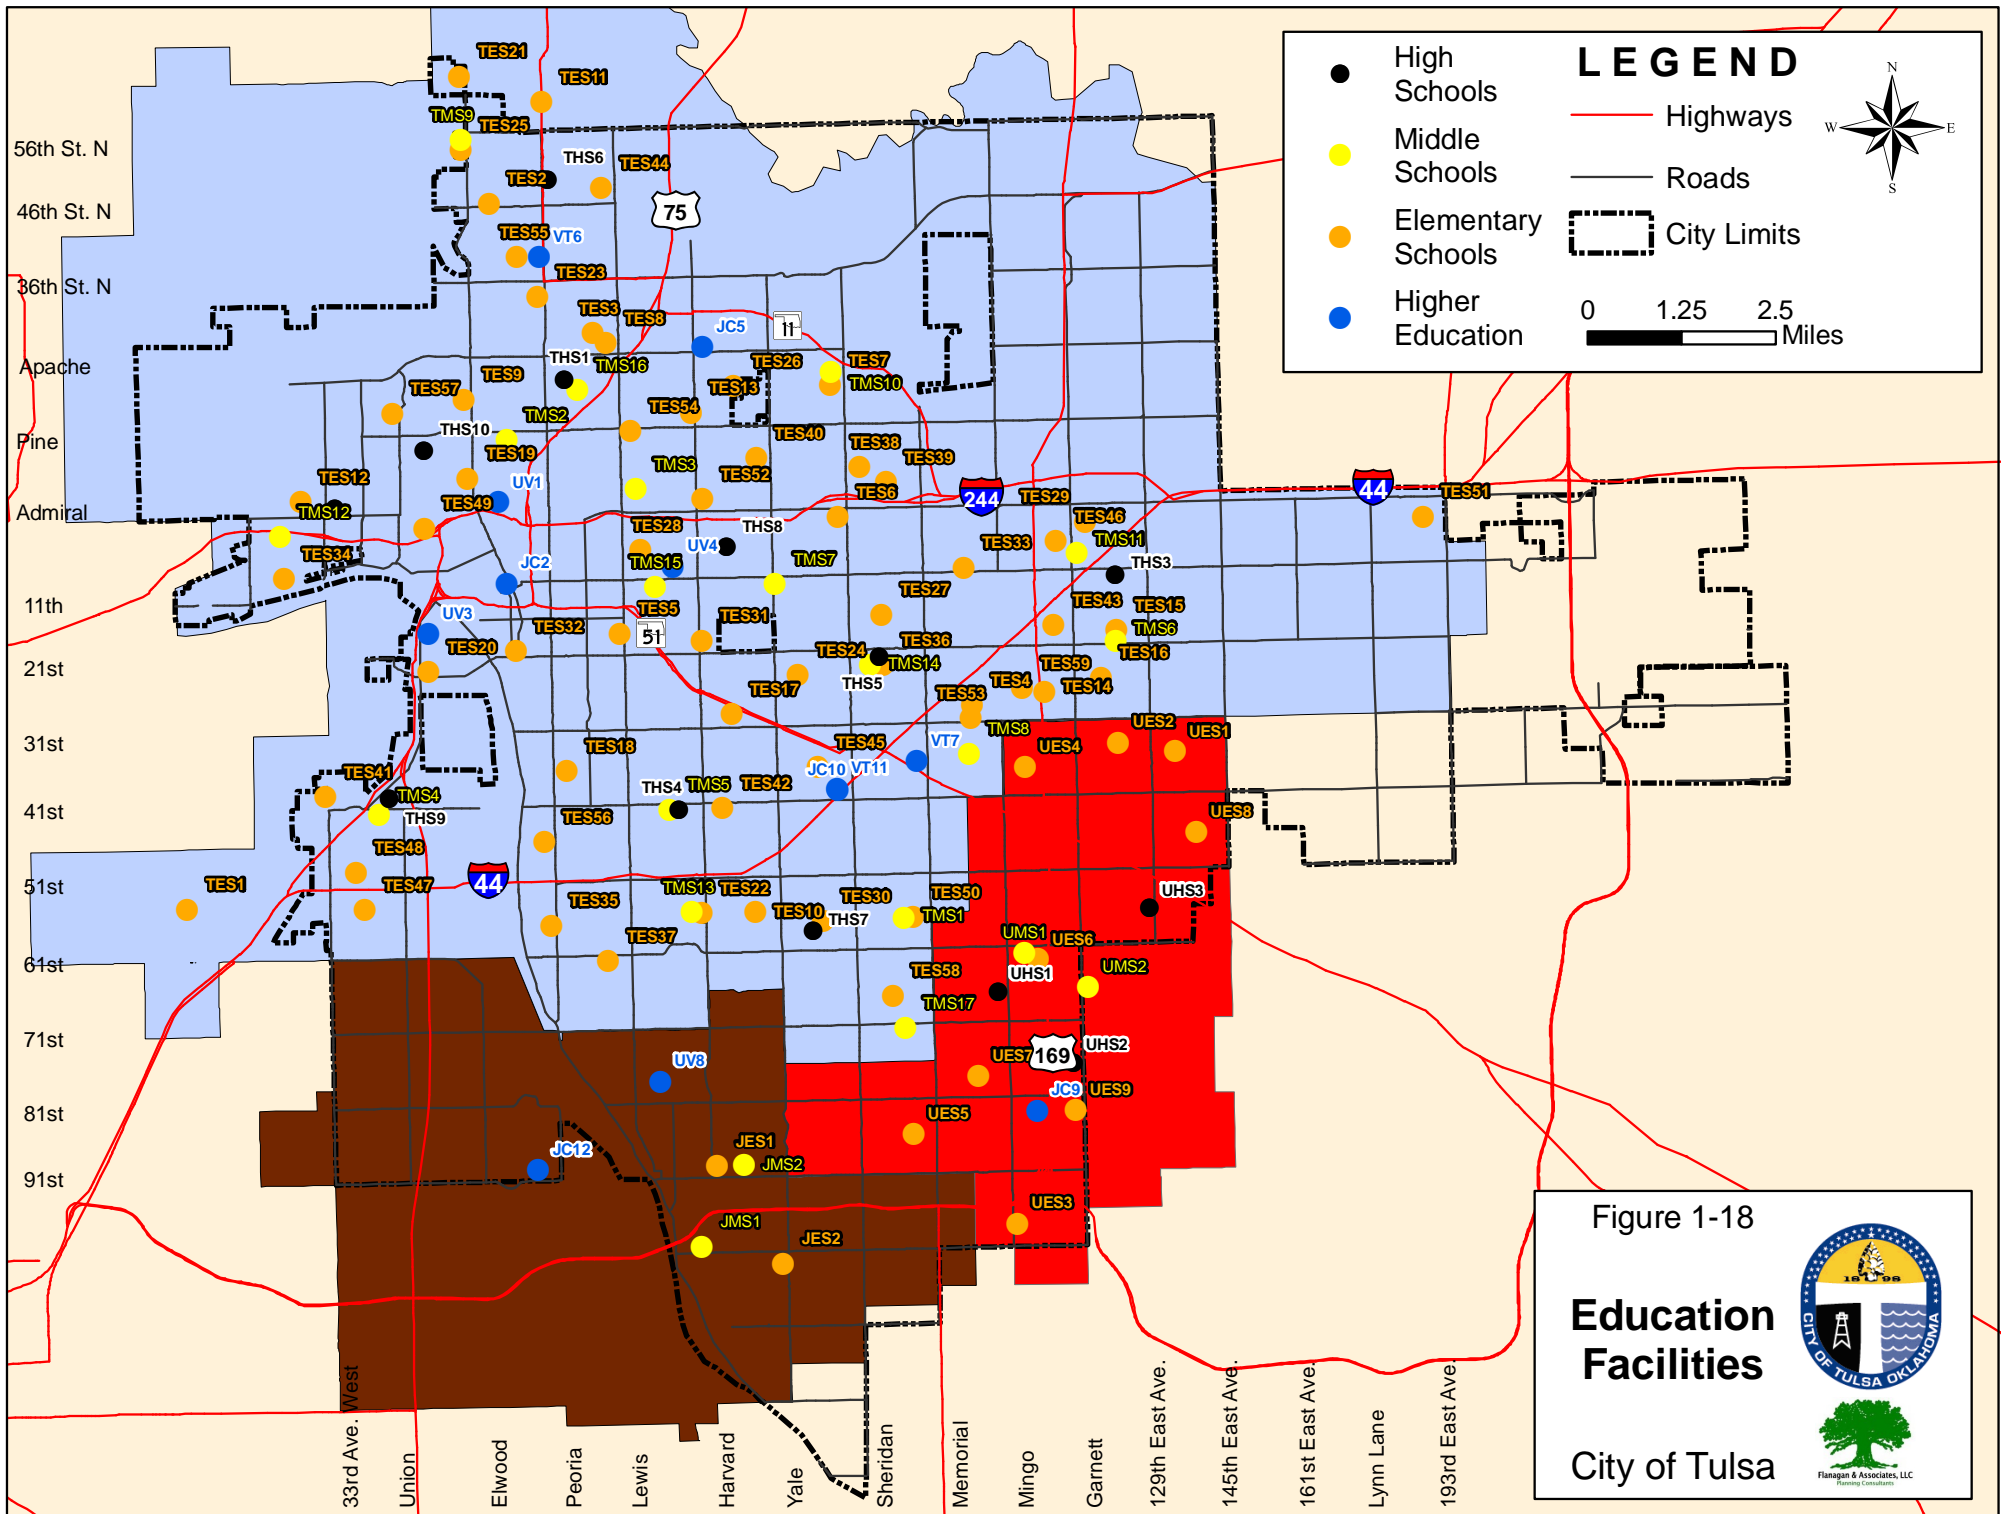 TES21
TES11
TMS9
TES25
56th St. N
THS6
TES44
TES2
46th St. N
75
TES55
VT6
TES23
36th St. N
TES3
TES8
JC5
11
THS1
TMS16
Apache
TES26
TES7
TES13
TMS10
TES9
TES57
TMS2
TES54
THS10
Pine
TES40
TES38
TES19
TMS3
TES52
TES39
TES12
UV1
TES6
244
TES29
44
TES51
Admiral
TES49
TMS12
TES28
THS8
TES46
UV4
TES33
TMS11
TES34
JC2
TMS15
TMS7
THS3
11th
UV3
TES5
TES31
TES27
TES43
TES15
TES32
51
TMS6
TES20
TES24
TES36
TES16
21st
TMS14
THS5
TES59
TES17
TES4
TES14
TES53
TMS8
UES2
UES1
31st
TES18
TES45
VT7
UES4
TES41
JC10
VT11
THS4
TMS5
TES42
TMS4
41st
THS9
TES56
UES8
TES48
TES1
51st
TES47
44
TMS13
TES22
TES30
TES50
UHS3
TES35
TES10
THS7
TMS1
TES37
UMS1
UES6
61st
TES58
UHS1
UMS2
TMS17
71st
UES7
169
UHS2
UV8
JC9
UES9
81st
UES5
JES1
JC12
JMS2
91st
UES3
JMS1
JES2
33rd Ave. West
Union
Elwood
Peoria
Lewis
Harvard
Yale
Sheridan
Memorial
Mingo
Garnett
129th East Ave.
145th East Ave.
161st East Ave.
Lynn Lane
193rd East Ave.
LEGEND
High
Schools
Middle
Schools
Elementary
Schools
Higher
Education
Highways
Roads
City Limits
0 1.25 2.5
Miles
N
W E
S
Figure 1-18
Education
Facilities
City of Tulsa
1898
CITY OF TULSA OKLAHOMA
Flanagan & Associates, LLC
Planning Consultants